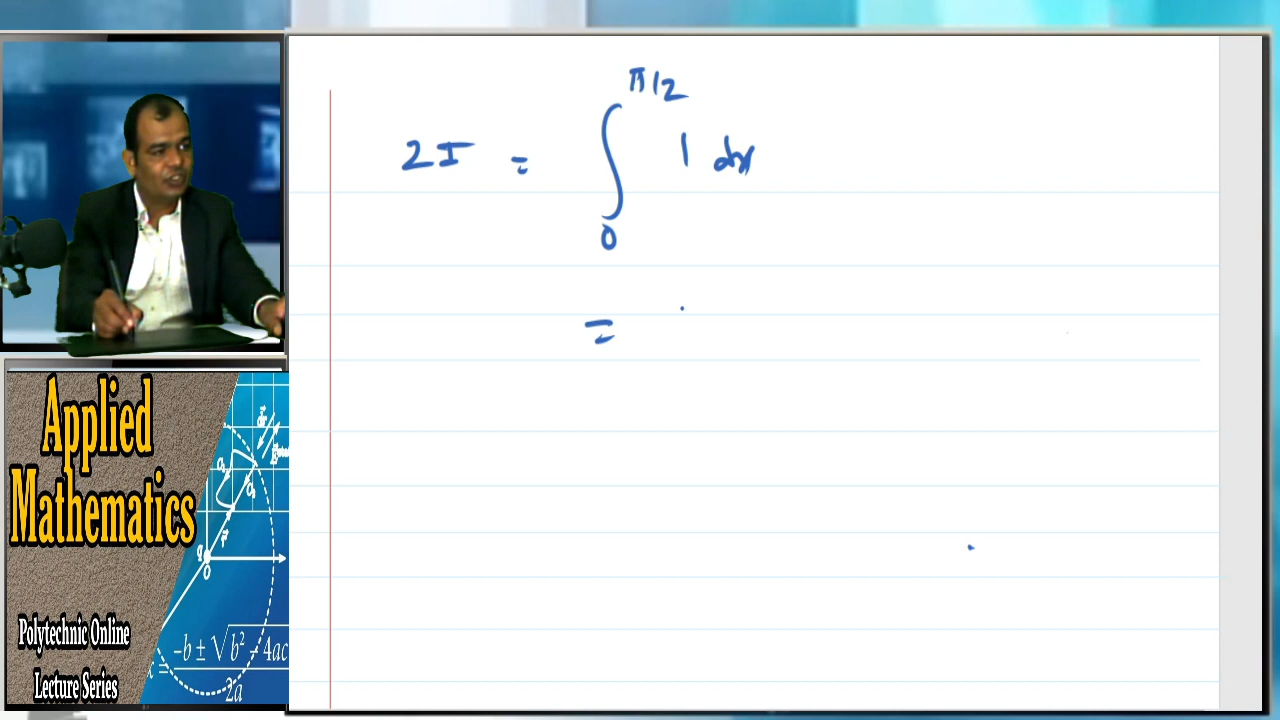 π/2
2I = ∫ 1 dx
0
=
Applied
Mathematics
Polytechnic Online
Lecture Series
-b ± √b² - 4ac
2a